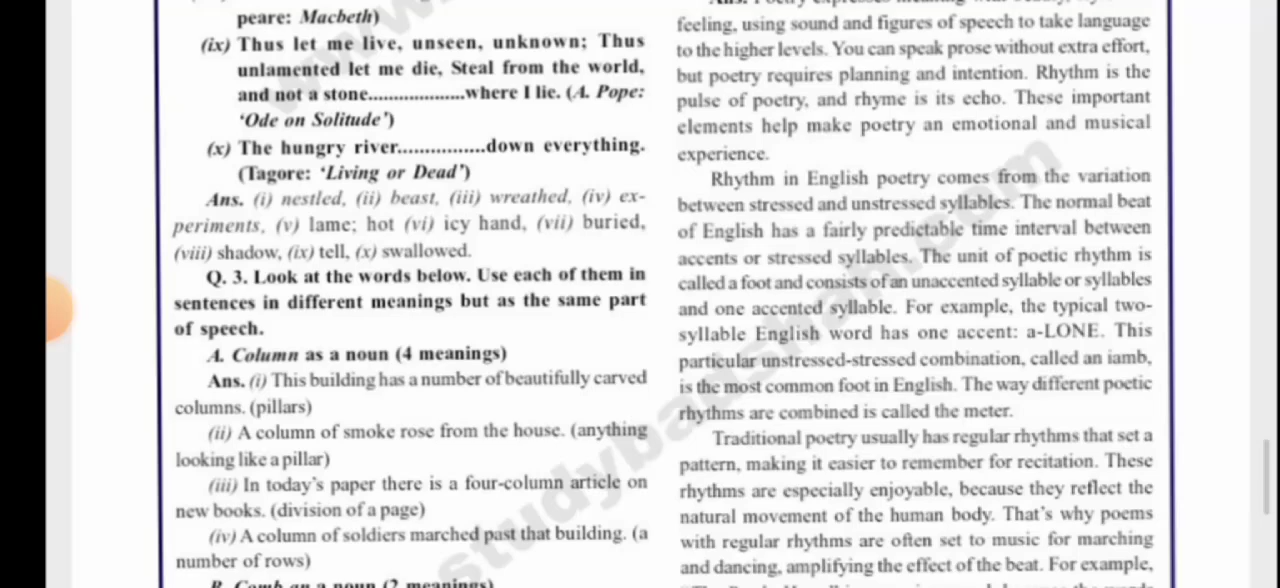 peare: Macbeth)
(ix) Thus let me live, unseen, unknown; Thus
unlamented let me die, Steal from the world,
and not a stone....................where I lie. (A. Pope:
‘Ode on Solitude’)
(x) The hungry river...............down everything.
(Tagore: ‘Living or Dead’)
Ans. (i) nestled, (ii) beast, (iii) wreathed, (iv) ex-
periments, (v) lame; hot (vi) icy hand, (vii) buried,
(viii) shadow, (ix) tell, (x) swallowed.
Q. 3. Look at the words below. Use each of them in
sentences in different meanings but as the same part
of speech.
A. Column as a noun (4 meanings)
Ans. (i) This building has a number of beautifully carved
columns. (pillars)
(ii) A column of smoke rose from the house. (anything
looking like a pillar)
(iii) In today’s paper there is a four-column article on
new books. (division of a page)
(iv) A column of soldiers marched past that building. (a
number of rows)
B. Comb as a noun (2 meanings)
feeling, using sound and figures of speech to take language
to the higher levels. You can speak prose without extra effort,
but poetry requires planning and intention. Rhythm is the
pulse of poetry, and rhyme is its echo. These important
elements help make poetry an emotional and musical
experience.
Rhythm in English poetry comes from the variation
between stressed and unstressed syllables. The normal beat
of English has a fairly predictable time interval between
accents or stressed syllables. The unit of poetic rhythm is
called a foot and consists of an unaccented syllable or syllables
and one accented syllable. For example, the typical two-
syllable English word has one accent: a-LONE. This
particular unstressed-stressed combination, called an iamb,
is the most common foot in English. The way different poetic
rhythms are combined is called the meter.
Traditional poetry usually has regular rhythms that set a
pattern, making it easier to remember for recitation. These
rhythms are especially enjoyable, because they reflect the
natural movement of the human body. That’s why poems
with regular rhythms are often set to music for marching
and dancing, amplifying the effect of the beat. For example,
www.studybadshah.com